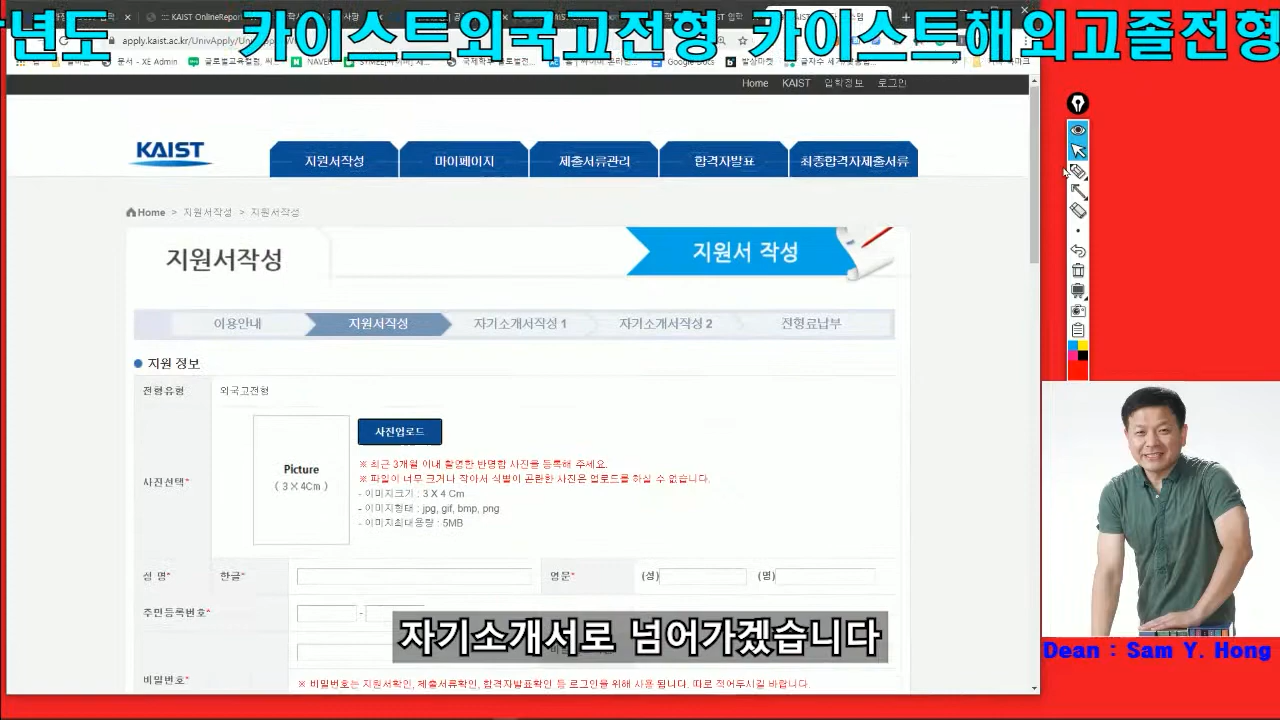 년도 카이스트외국고전형 카이스트해외고졸전형
KAIST OnlineRepor
apply.kaist.ac.kr/UnivApply/Un
문서 - XE Admin
NAVER
Google Docs
Home KAIST 입학정보 로그인
KAIST
지원서작성 마이페이지 제출서류관리 합격자발표 최종합격자제출서류
Home > 지원서작성 > 지원서작성
지원서작성
지원서 작성
이용안내 지원서작성 자기소개서작성 1 자기소개서작성 2 전형료납부
지원 정보
전형유형 외국고전형
사진업로드
Picture
( 3 X 4Cm )
사진선택*
※ 최근 3개월 이내 촬영한 반명함 사진을 등록해 주세요.
※ 파일이 너무 크거나 작아서 식별이 곤란한 사진은 업로드를 하실 수 없습니다.
- 이미지크기 : 3 X 4 Cm
- 이미지형태 : jpg, gif, bmp, png
- 이미지최대용량 : 5MB
성 명* 한글* 영문* (성) (명)
주민등록번호* -
자기소개서로 넘어가겠습니다
비밀번호*
※ 비밀번호는 지원서확인, 제출서류확인, 합격자발표확인 등 로그인을 위해 사용 됩니다. 따로 적어두시길 바랍니다.
Dean : Sam Y. Hong